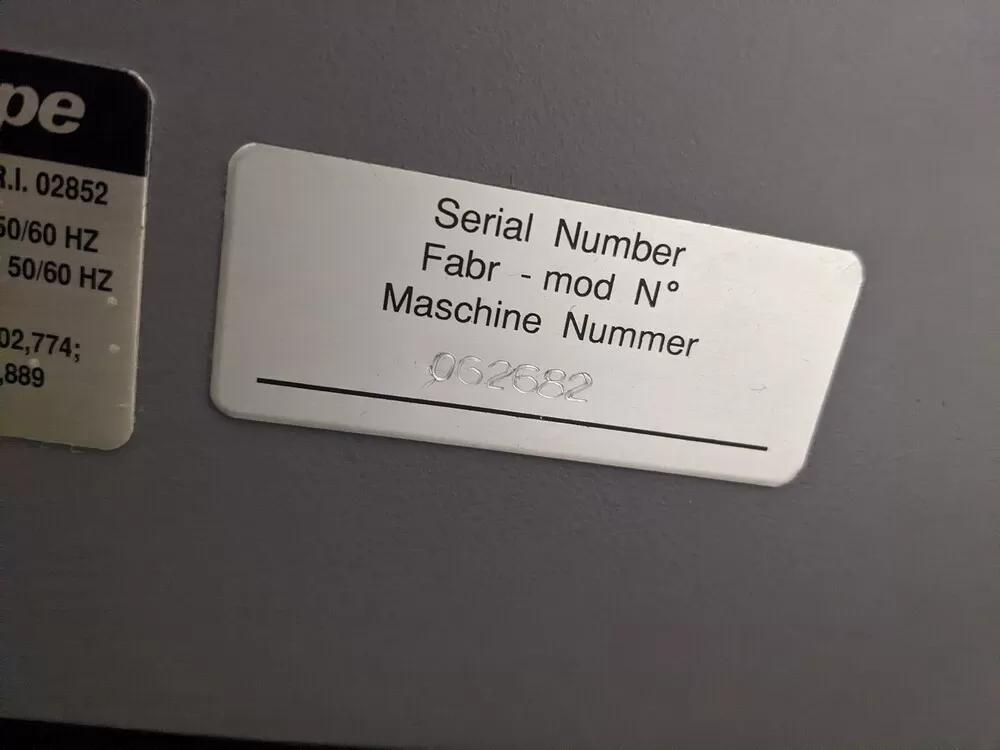 pe
R.I. 02852
50/60 HZ
50/60 HZ
02,774;
,889
Serial Number
Fabr - mod N°
Maschine Nummer
062682